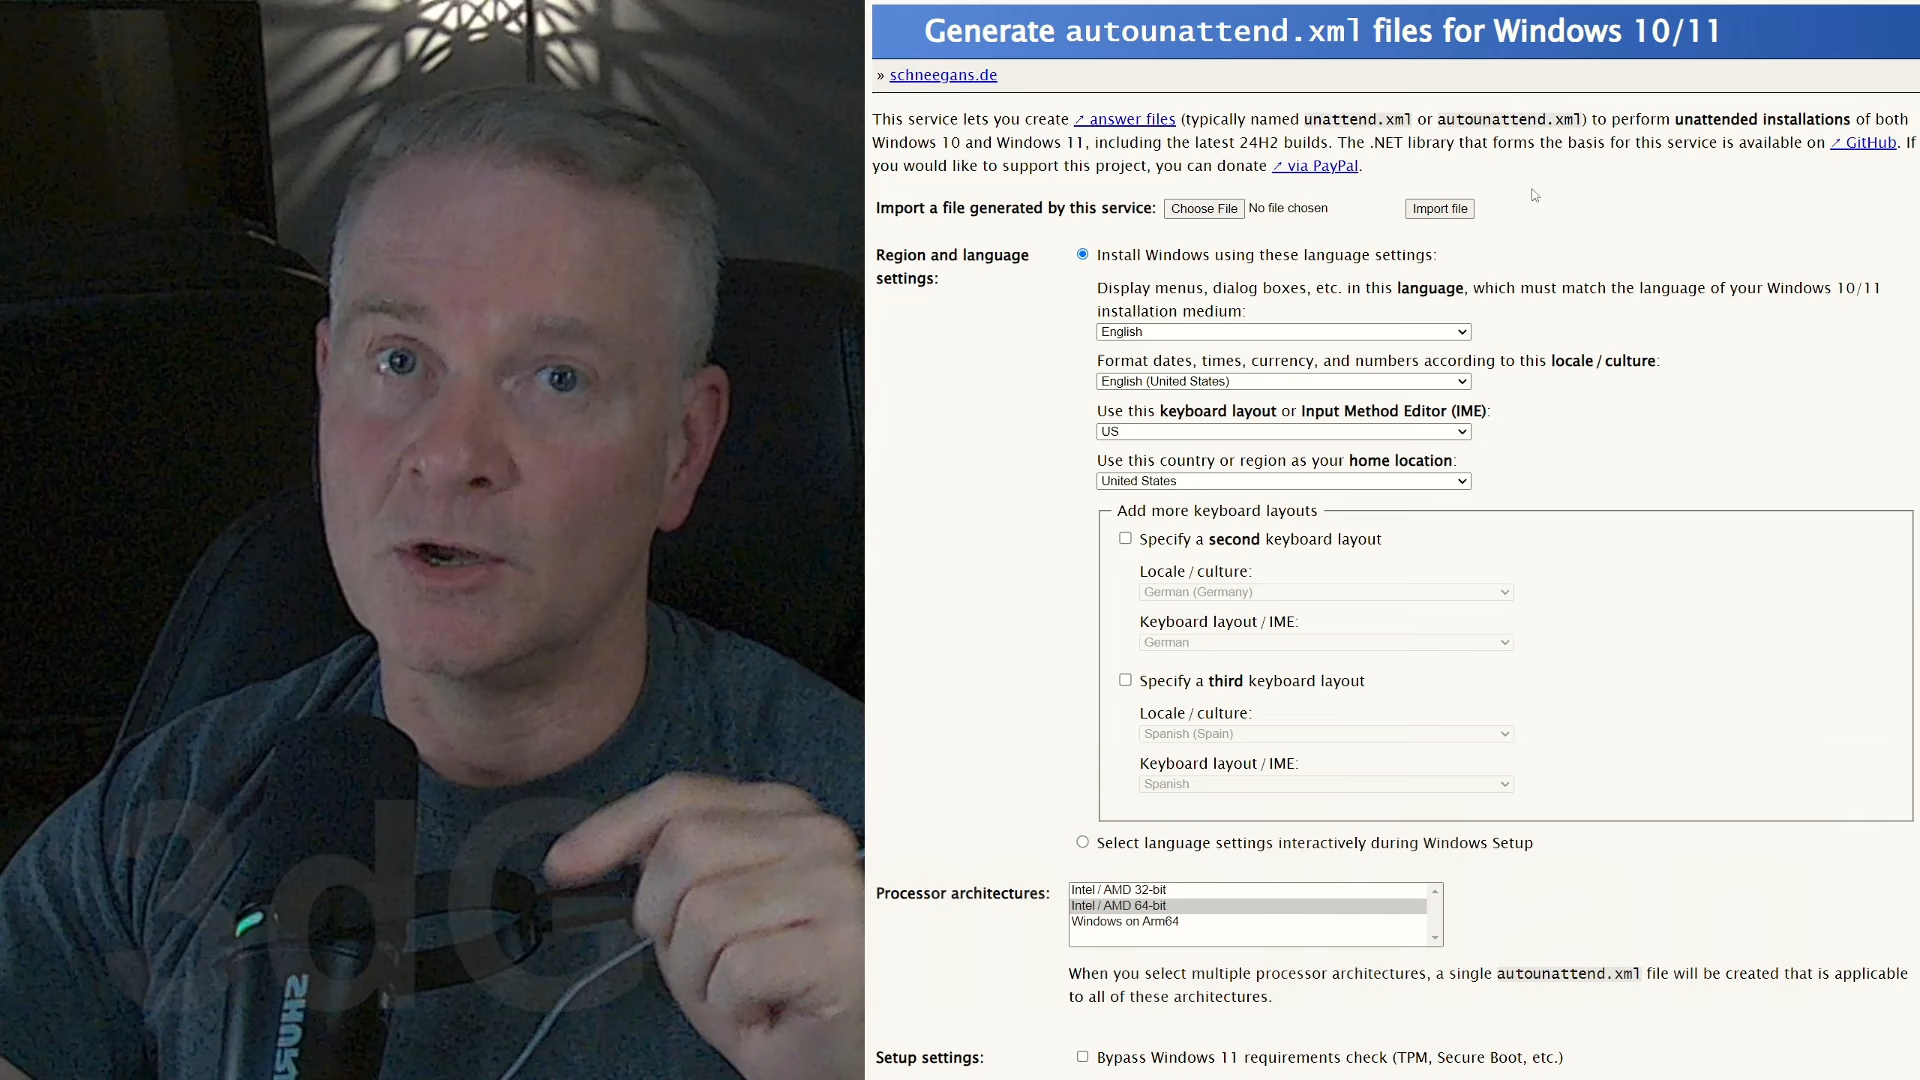 Generate autounattend.xml files for Windows 10/11
» schneegans.de
This service lets you create ↗ answer files (typically named unattend.xml or autounattend.xml) to perform unattended installations of both
Windows 10 and Windows 11, including the latest 24H2 builds. The .NET library that forms the basis for this service is available on ↗ GitHub. If
you would like to support this project, you can donate ↗ via PayPal.
Import a file generated by this service: Choose File No file chosen Import file
Region and language
settings:
Install Windows using these language settings:
Display menus, dialog boxes, etc. in this language, which must match the language of your Windows 10/11
installation medium:
English
Format dates, times, currency, and numbers according to this locale / culture:
English (United States)
Use this keyboard layout or Input Method Editor (IME):
US
Use this country or region as your home location:
United States
Add more keyboard layouts
Specify a second keyboard layout
Locale / culture:
German (Germany)
Keyboard layout / IME:
German
Specify a third keyboard layout
Locale / culture:
Spanish (Spain)
Keyboard layout / IME:
Spanish
Select language settings interactively during Windows Setup
Processor architectures:
Intel / AMD 32-bit
Intel / AMD 64-bit
Windows on Arm64
When you select multiple processor architectures, a single autounattend.xml file will be created that is applicable
to all of these architectures.
Setup settings:
Bypass Windows 11 requirements check (TPM, Secure Boot, etc.)
SHUR